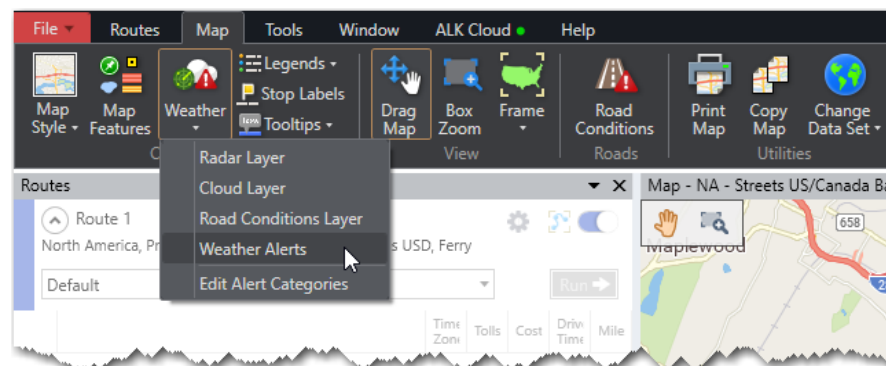 File Routes Map Tools Window ALK Cloud Help
Legends
Stop Labels
Tooltips
Map Style
Map Features
Weather
Drag Map
Box Zoom
Frame
Road Conditions
Print Map
Copy Map
Change Data Set
View
Roads
Utilities
Radar Layer
Cloud Layer
Road Conditions Layer
Weather Alerts
Edit Alert Categories
Routes
Route 1
North America, Pr
s USD, Ferry
Default
Run
Time Zone
Tolls
Cost
Drive Time
Mile
Map - NA - Streets US/Canada Ba
658
Maplewood
2